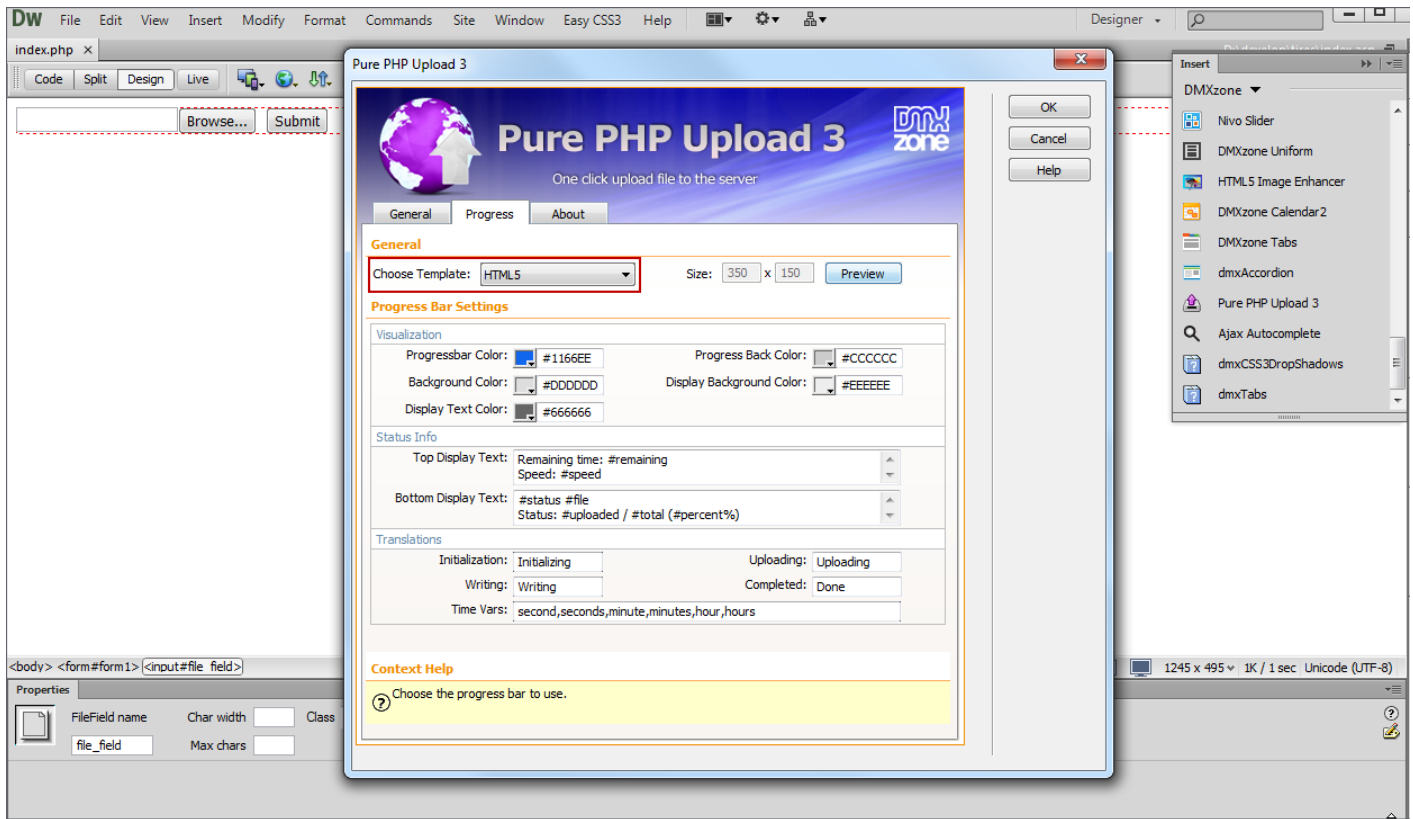 DW File Edit View Insert Modify Format Commands Site Window Easy CSS3 Help Designer
index.php ×
Code Split Design Live
Browse... Submit
Pure PHP Upload 3
Pure PHP Upload 3
DMX zone
One click upload file to the server
General Progress About
General
Choose Template: HTML5 Size: 350 x 150 Preview
Progress Bar Settings
Visualization
Progressbar Color: #1166EE Progress Back Color: #CCCCCC
Background Color: #DDDDDD Display Background Color: #EEEEEE
Display Text Color: #666666
Status Info
Top Display Text: Remaining time: #remaining
Speed: #speed
Bottom Display Text: #status #file
Status: #uploaded / #total (#percent%)
Translations
Initialization: Initializing Uploading: Uploading
Writing: Writing Completed: Done
Time Vars: second,seconds,minute,minutes,hour,hours
Context Help
Choose the progress bar to use.
OK
Cancel
Help
Insert
DMXzone
Nivo Slider
DMXzone Uniform
HTML5 Image Enhancer
DMXzone Calendar2
DMXzone Tabs
dmxAccordion
Pure PHP Upload 3
Ajax Autocomplete
dmxCSS3DropShadows
dmxTabs
<body> <form#form1> <input#file_field> 1245 x 495 1K / 1 sec Unicode (UTF-8)
Properties
FileField name Char width Class
file_field Max chars